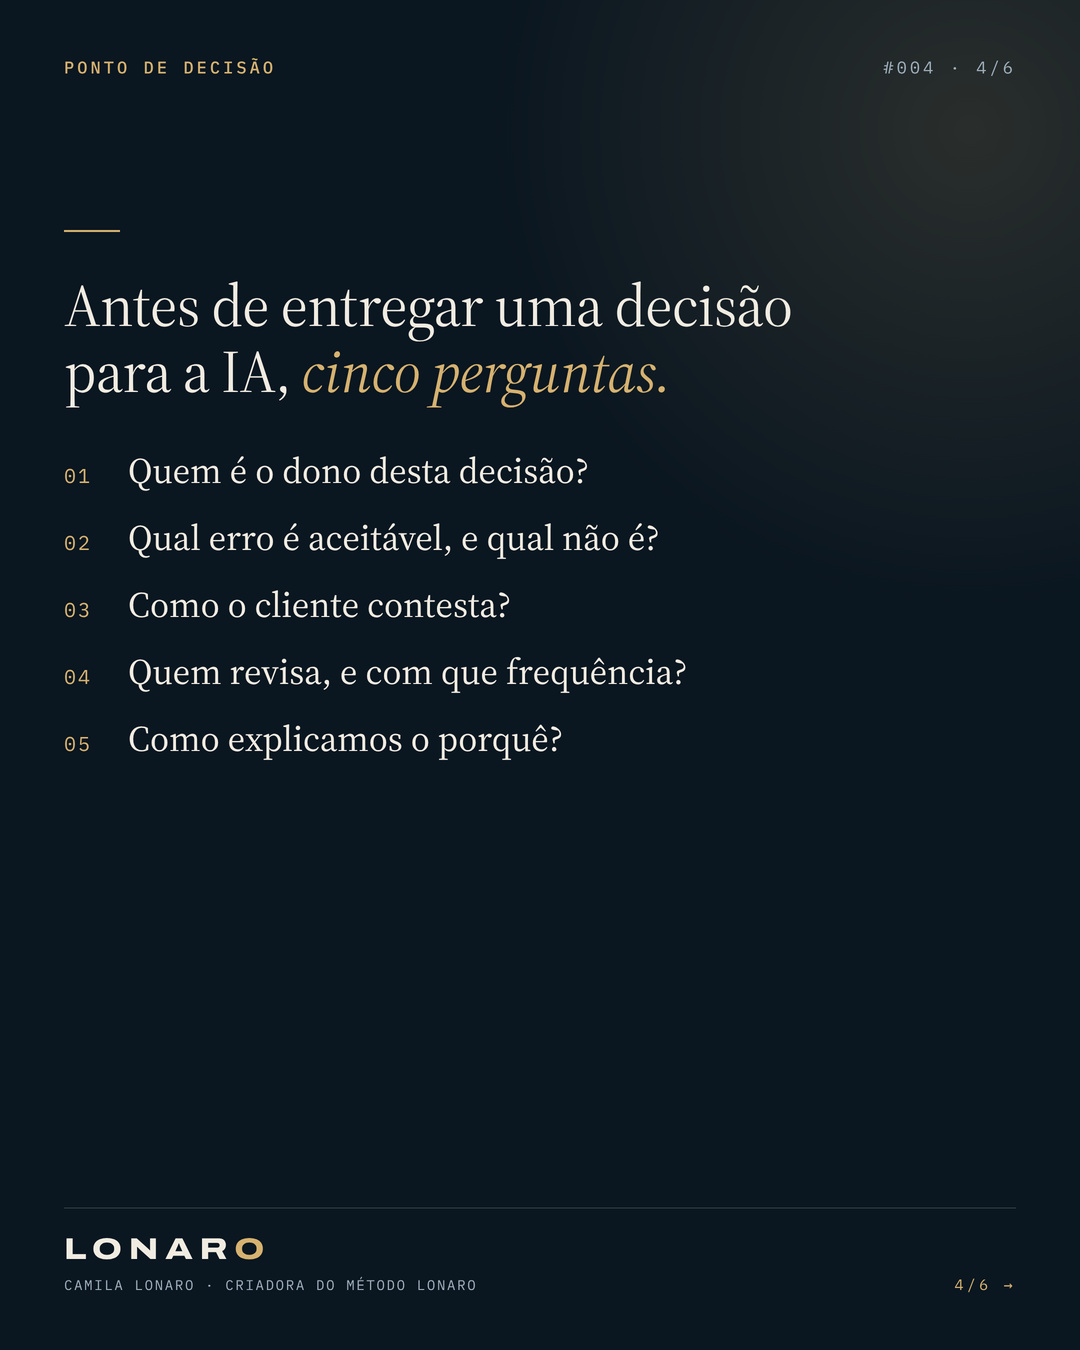 PONTO DE DECISÃO
#004 · 4/6
Antes de entregar uma decisão
para a IA, cinco perguntas.
01 Quem é o dono desta decisão?
02 Qual erro é aceitável, e qual não é?
03 Como o cliente contesta?
04 Quem revisa, e com que frequência?
05 Como explicamos o porquê?
LONARO
CAMILA LONARO · CRIADORA DO MÉTODO LONARO
4/6 →